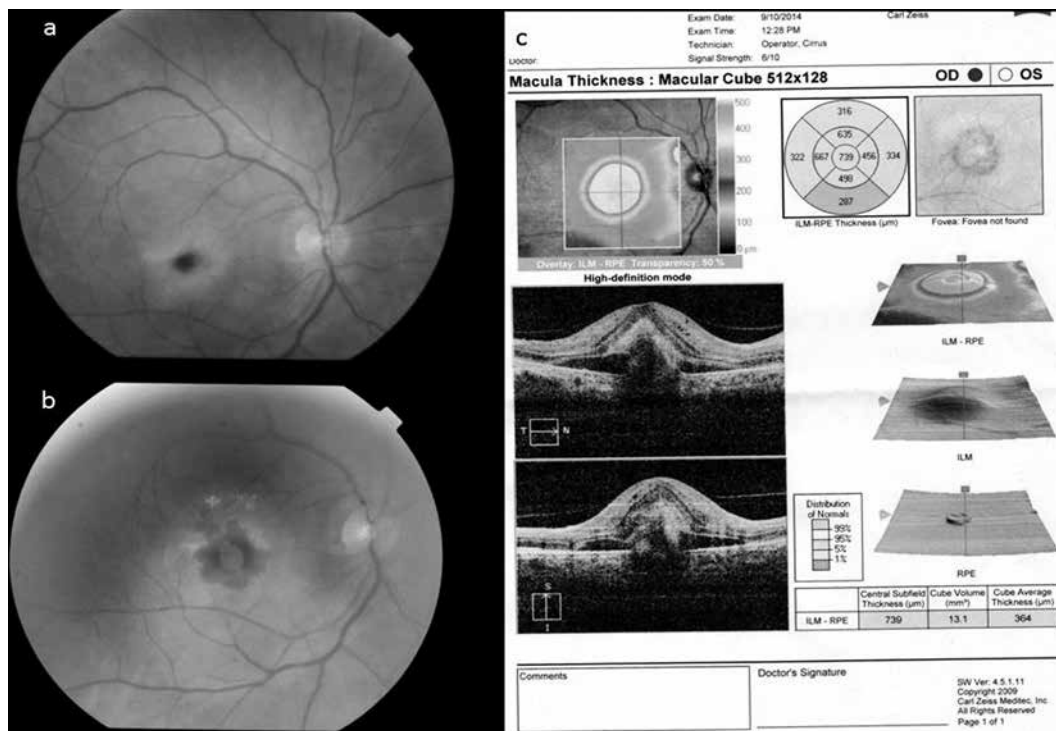 a
b
c
Exam Date: 9/10/2014 Carl Zeiss
Exam Time: 12:28 PM
Technician: Operator, Cirrus
Doctor: Signal Strength: 6/10
Macula Thickness : Macular Cube 512x128 OD OS
500
400
300
200
100
0 µm
Overlay: ILM - RPE Transparency: 50 %
316
635
322 667 739 456 334
498
287
ILM-RPE Thickness (µm)
Fovea: Fovea not found
High-definition mode
T N
S
I
ILM - RPE
ILM
RPE
Distribution
of Normals
99%
95%
5%
1%
Central Subfield Thickness (µm) Cube Volume (mm³) Cube Average Thickness (µm)
ILM - RPE 739 13.1 364
Comments
Doctor's Signature
SW Ver: 4.5.1.11
Copyright 2009
Carl Zeiss Meditec, Inc
All Rights Reserved
Page 1 of 1